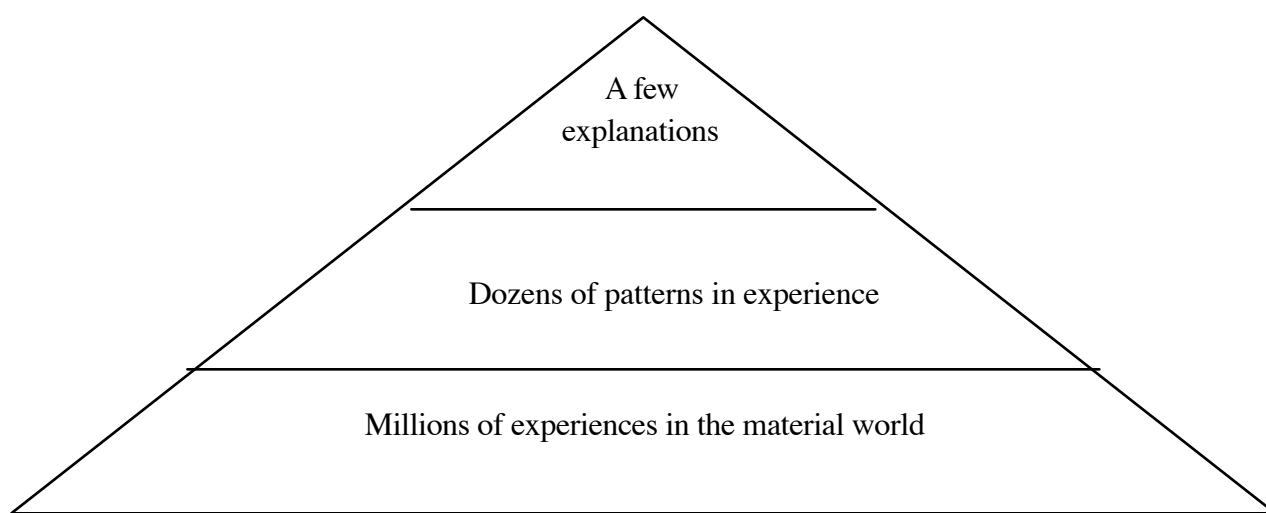 A few
explanations
Dozens of patterns in experience
Millions of experiences in the material world